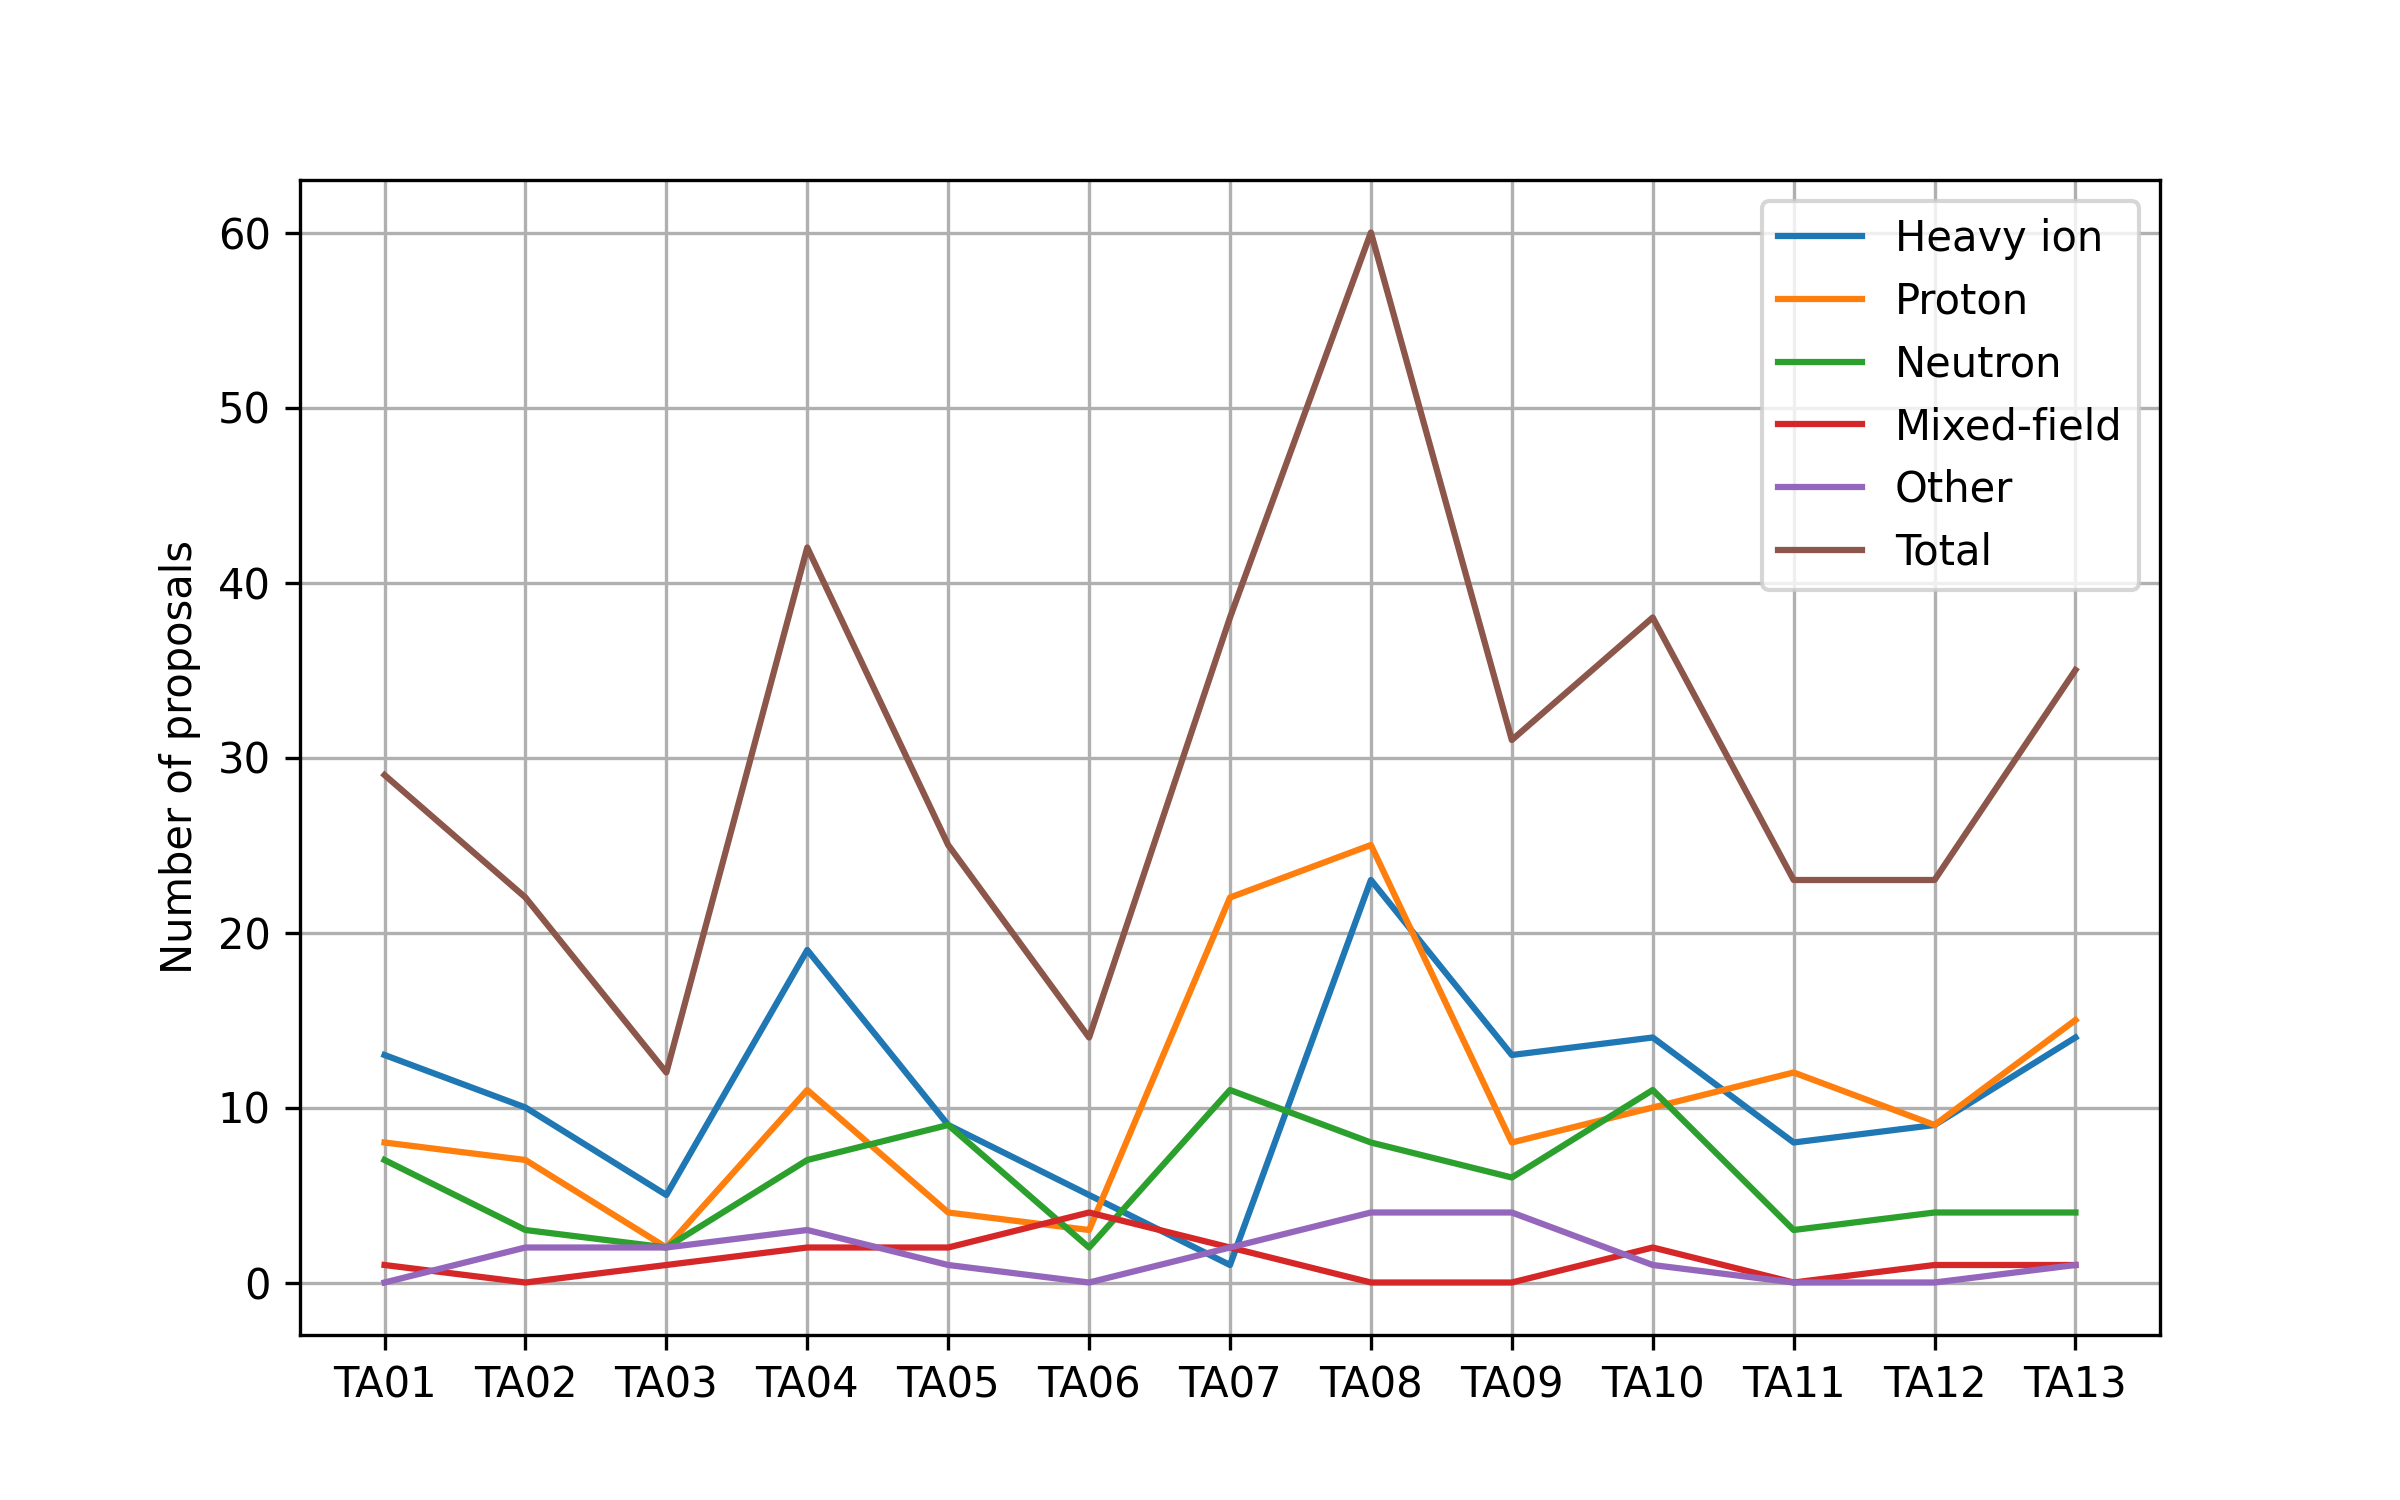 Number of proposals
60
50
40
30
20
10
0
Heavy ion
Proton
Neutron
Mixed-field
Other
Total
TA01 TA02 TA03 TA04 TA05 TA06 TA07 TA08 TA09 TA10 TA11 TA12 TA13